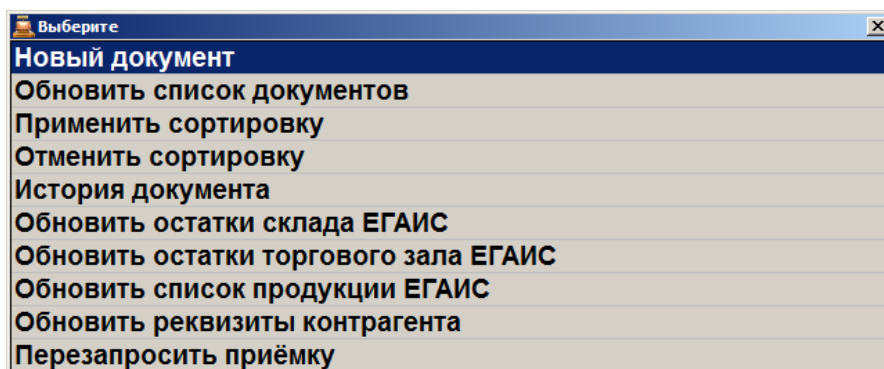 Выберите
Новый документ
Обновить список документов
Применить сортировку
Отменить сортировку
История документа
Обновить остатки склада ЕГАИС
Обновить остатки торгового зала ЕГАИС
Обновить список продукции ЕГАИС
Обновить реквизиты контрагента
Перезапросить приёмку